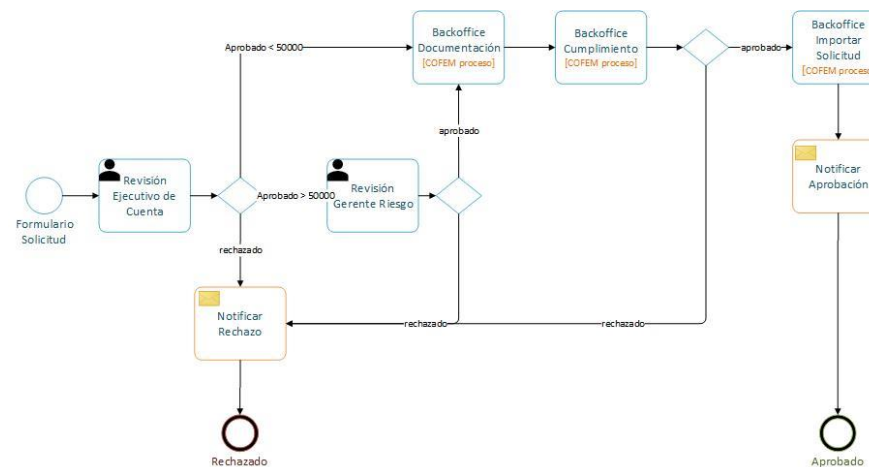 Backoffice
Documentación
[COFEM proceso]
Backoffice
Cumplimiento
[COFEM proceso]
Backoffice
Importar
Solicitud
[COFEM proceso
Aprobado < 50000
aprobado
aprobado
Revisión
Ejecutivo de
Cuenta
Aprobado > 50000
Revisión
Gerente Riesgo
Notificar
Aprobación
Formulario
Solicitud
rechazado
Notificar
Rechazo
rechazado
rechazado
Rechazado
Aprobado